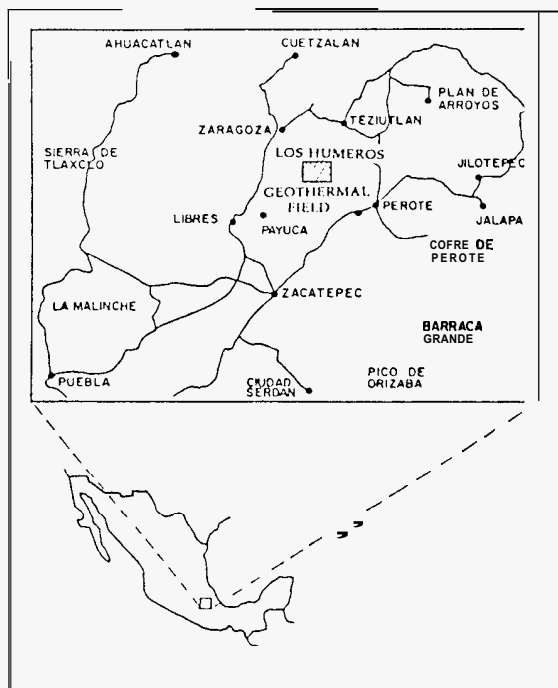 AHUACATLAN
CUETZALAN
PLAN DE
ARROYOS
TEZIUTLAN
ZARAGOZA
SIERRA DE
TLAXCLO
LOS HUMEROS
JILOTEPEC
GEOTHERMAL
FIELD
PEROTE
LIBRES
PAYUCA
JALAPA
COFRE DE
PEROTE
ZACATEPEC
LA MALINCHE
BARRACA
GRANDE
PICO DE
ORIZABA
PUEBLA
CIUDAD
SERDAN